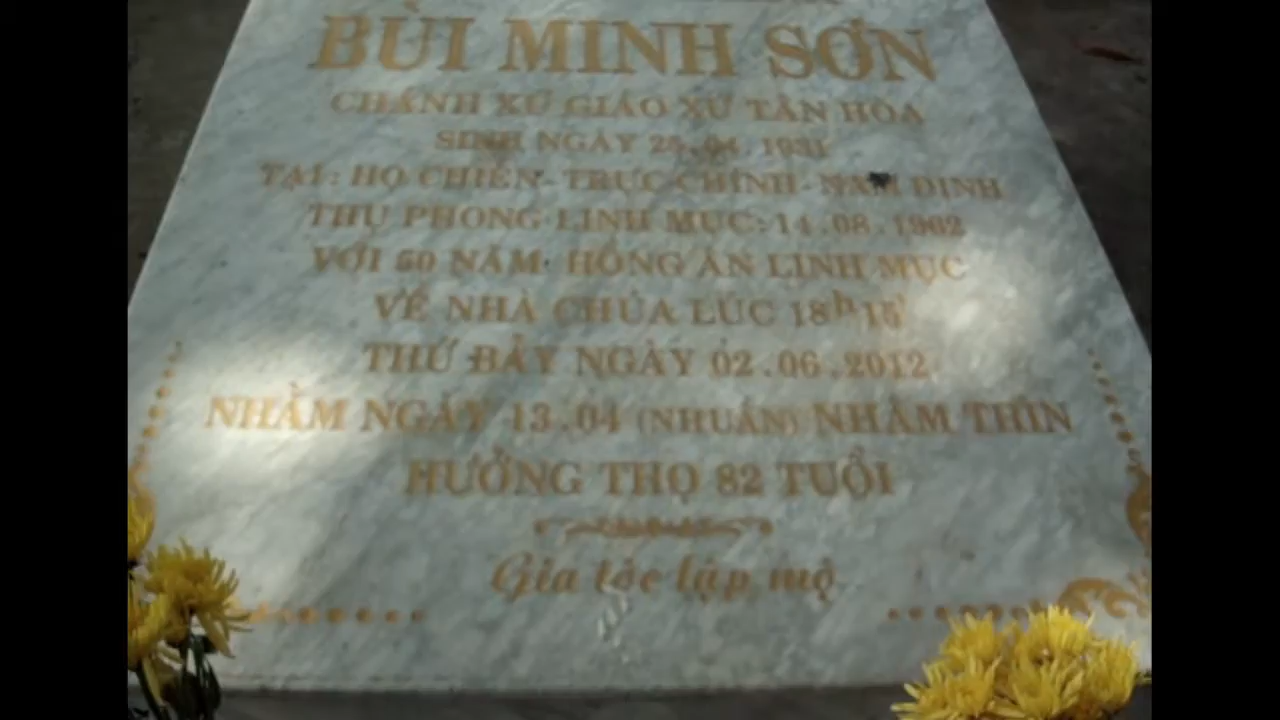 BÙI MINH SƠN
CHÁNH XỨ GIÁO XỨ TÂN HÒA
SINH NGÀY 25.04.1931
TẠI: HỌ CHIỀN-TRỰC CHÍNH-NAM ĐỊNH
THỤ PHONG LINH MỤC: 14.08.1962
VỚI 50 NĂM HỒNG ÂN LINH MỤC
VỀ NHÀ CHÚA LÚC 18h15'
THỨ BẢY NGÀY 02.06.2012
NHẰM NGÀY 13.04 (NHUẦN) NHÂM THÌN
HƯỞNG THỌ 82 TUỔI
Gia tộc lập mộ